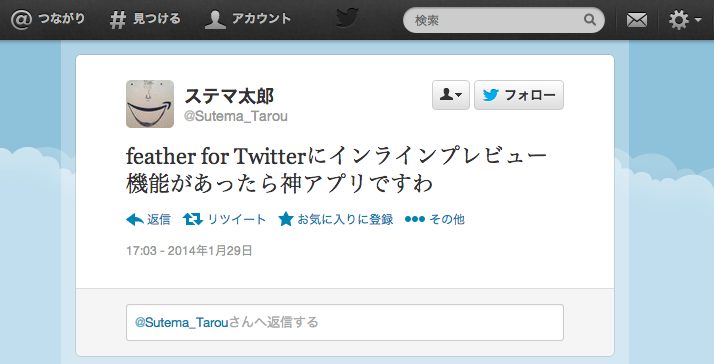 @ つながり # 見つける アカウント 検索
ステマ太郎
@Sutema_Tarou
フォロー
feather for Twitterにインラインプレビュー
機能があったら神アプリですわ
返信 リツイート お気に入りに登録 その他
17:03 - 2014年1月29日
@Sutema_Tarouさんへ返信する